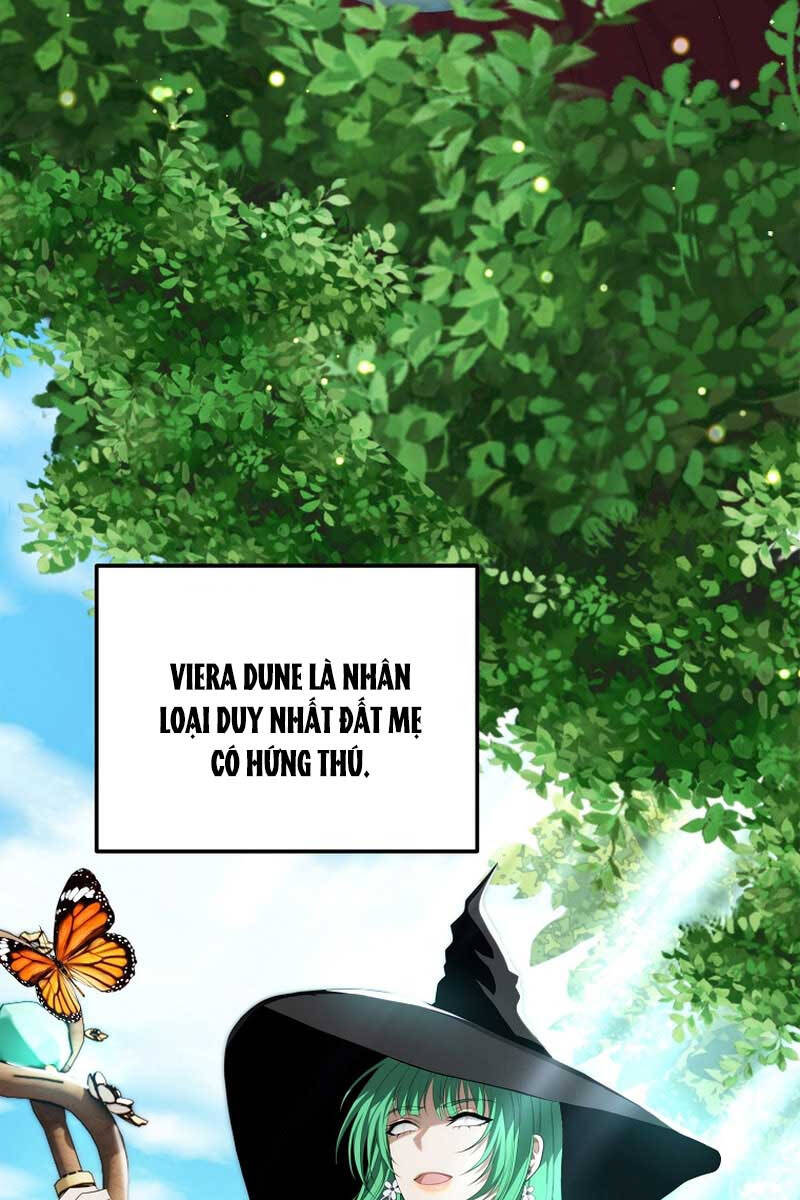 VIERA DUNE LÀ NHÂN
LOẠI DUY NHẤT ĐẤT MẸ
CÓ HỨNG THÚ.